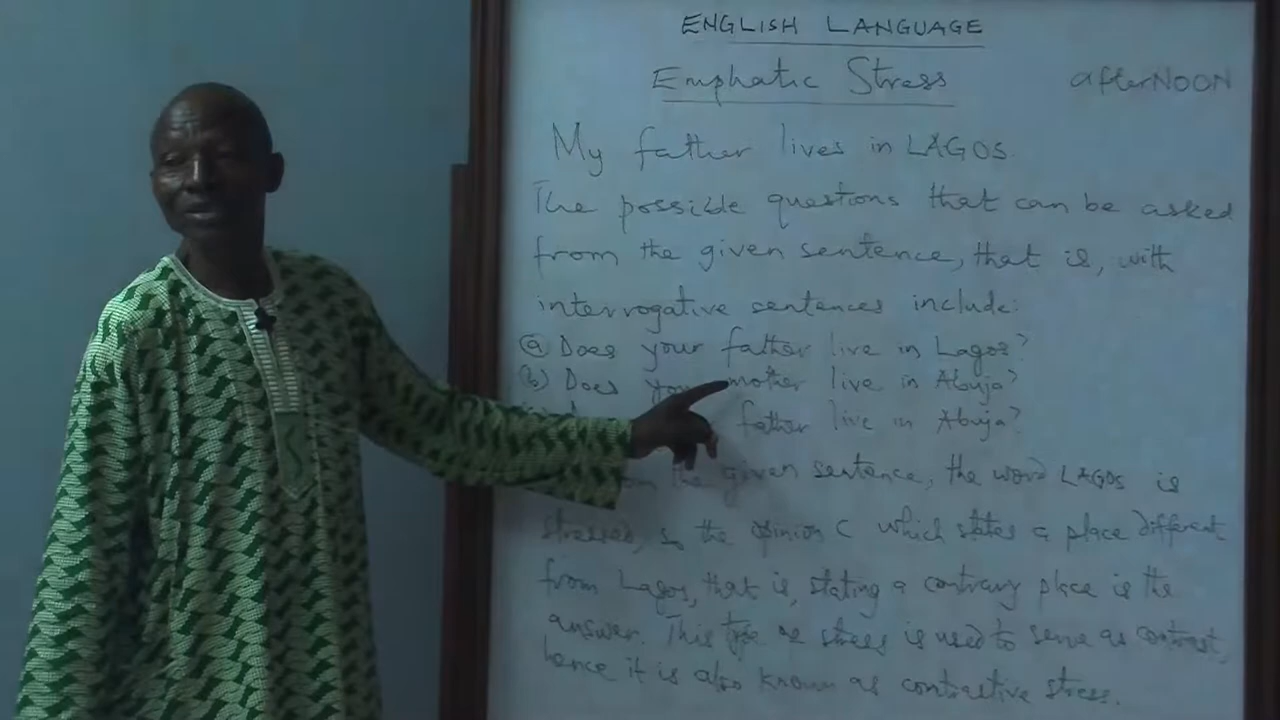 ENGLISH LANGUAGE
Emphatic Stress
afterNOON
My father lives in LAGOS.
The possible questions that can be asked
from the given sentence, that is, with
interrogative sentences include:
(a) Does your father live in Lagos?
(b) Does you mother live in Abuja?
father live in Abuja?
the given sentence, the word LAGOS is
stressed, so the opinion C which states a place different
from Lagos, that is, stating a contrary place is the
answer. This type of stress is used to serve as contrast,
hence it is also known as contrastive stress.